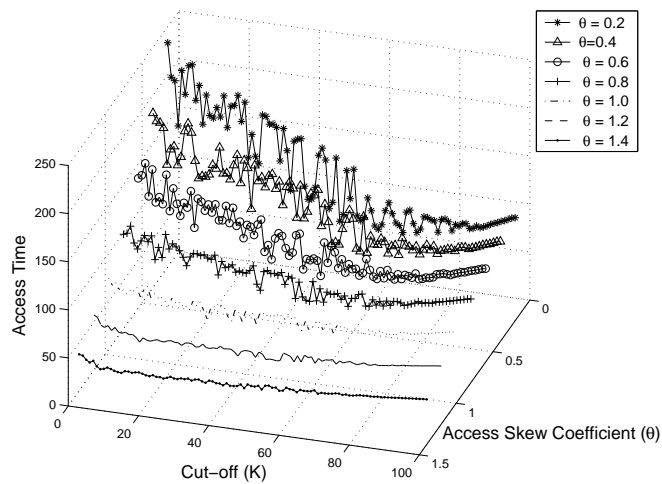 θ = 0.2
θ=0.4
θ = 0.6
θ = 0.8
θ = 1.0
θ = 1.2
θ = 1.4
250
200
150
100
50
0
Access Time
0
20
40
60
80
100
Cut−off (K)
0
0.5
1
1.5
Access Skew Coefficient (θ)